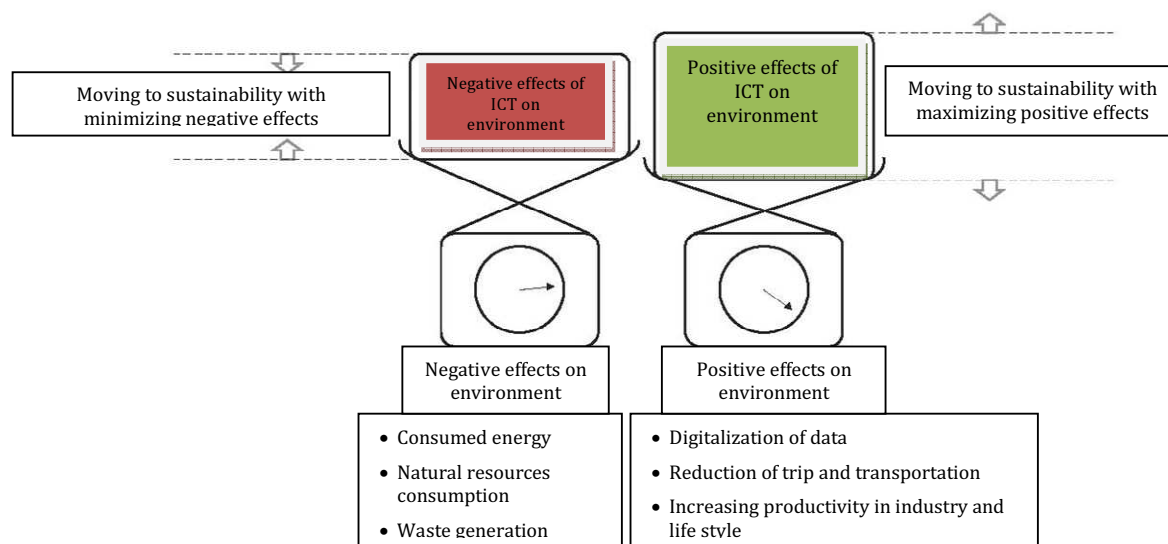 Moving to sustainability with
minimizing negative effects
Negative effects of
ICT on
environment
Positive effects of
ICT on
environment
Moving to sustainability with
maximizing positive effects
Negative effects on
environment
Positive effects on
environment
• Consumed energy
• Natural resources
consumption
• Waste generation
• Digitalization of data
• Reduction of trip and transportation
• Increasing productivity in industry and
life style